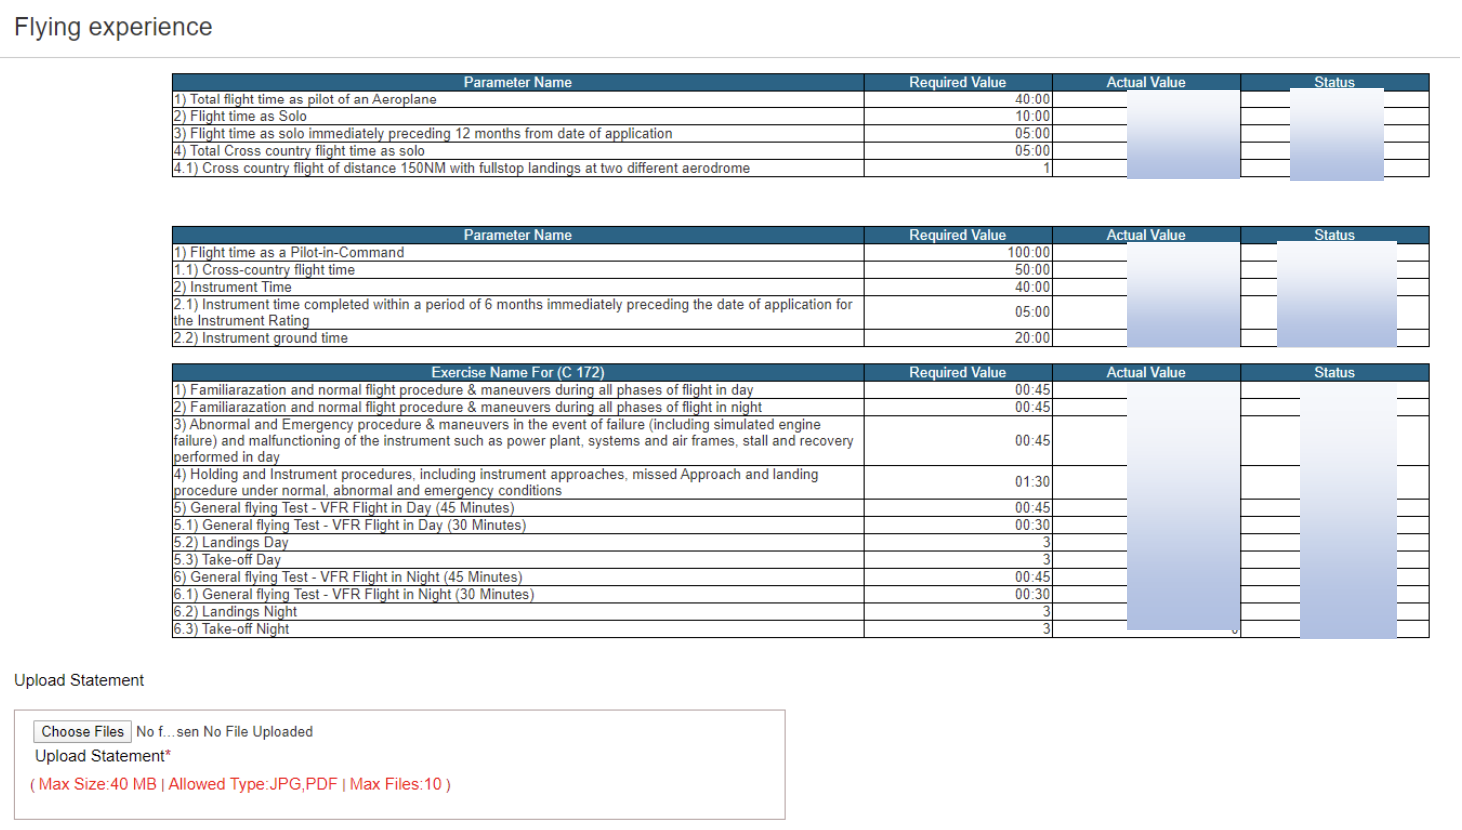 Flying experience
Parameter Name Required Value Actual Value Status
1) Total flight time as pilot of an Aeroplane 40:00
2) Flight time as Solo 10:00
3) Flight time as solo immediately preceding 12 months from date of application 05:00
4) Total Cross country flight time as solo 05:00
4.1) Cross country flight of distance 150NM with fullstop landings at two different aerodrome 1
Parameter Name Required Value Actual Value Status
1) Flight time as a Pilot-in-Command 100:00
1.1) Cross-country flight time 50:00
2) Instrument Time 40:00
2.1) Instrument time completed within a period of 6 months immediately preceding the date of application for
the Instrument Rating 05:00
2.2) Instrument ground time 20:00
Exercise Name For (C 172) Required Value Actual Value Status
1) Familiarazation and normal flight procedure & maneuvers during all phases of flight in day 00:45
2) Familiarazation and normal flight procedure & maneuvers during all phases of flight in night 00:45
3) Abnormal and Emergency procedure & maneuvers in the event of failure (including simulated engine
failure) and malfunctioning of the instrument such as power plant, systems and air frames, stall and recovery 00:45
performed in day
4) Holding and Instrument procedures, including instrument approaches, missed Approach and landing
procedure under normal, abnormal and emergency conditions 01:30
5) General flying Test - VFR Flight in Day (45 Minutes) 00:45
5.1) General flying Test - VFR Flight in Day (30 Minutes) 00:30
5.2) Landings Day 3
5.3) Take-off Day 3
6) General flying Test - VFR Flight in Night (45 Minutes) 00:45
6.1) General flying Test - VFR Flight in Night (30 Minutes) 00:30
6.2) Landings Night 3
6.3) Take-off Night 3
Upload Statement
Choose Files No f...sen No File Uploaded
Upload Statement*
( Max Size:40 MB | Allowed Type:JPG,PDF | Max Files:10 )